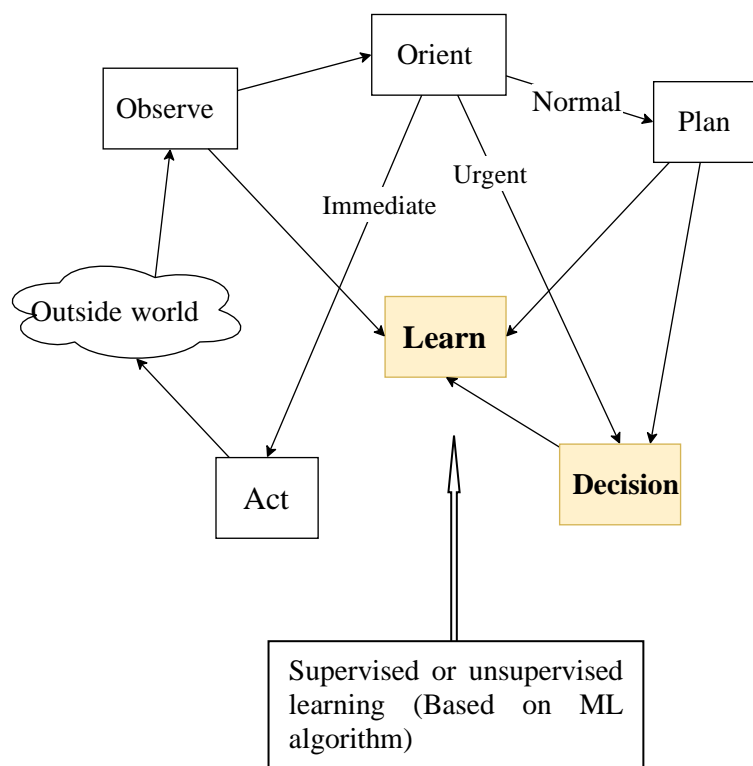 Orient
Observe
Normal
Plan
Urgent
Immediate
Outside world
Learn
Decision
Act
Supervised or unsupervised
learning (Based on ML
algorithm)